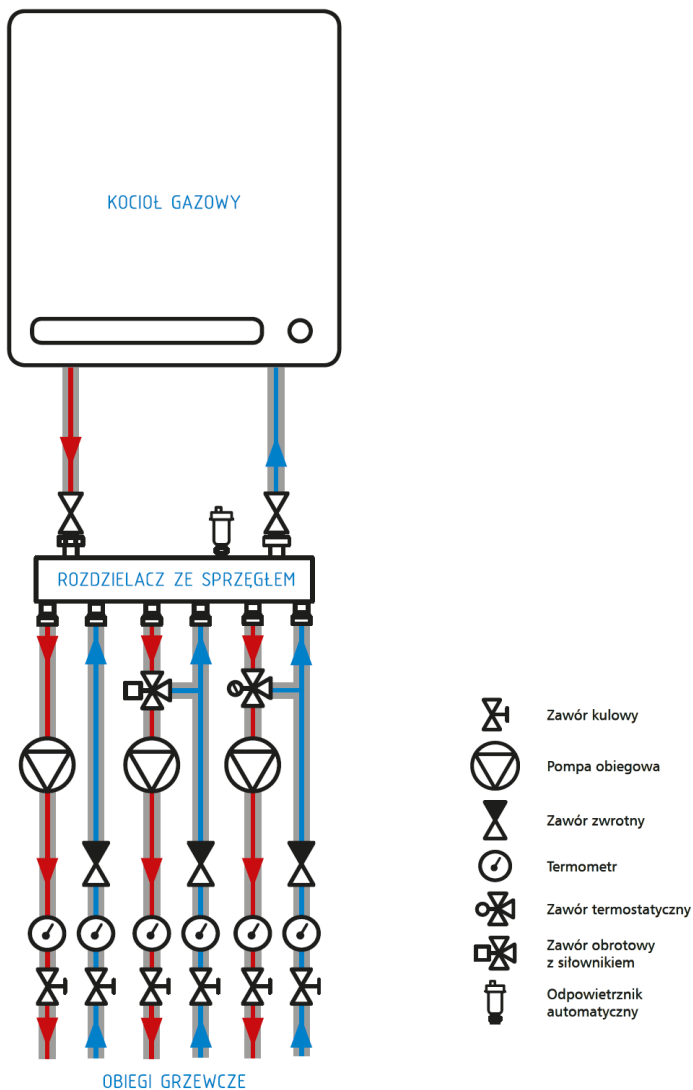 KOCIOŁ GAZOWY
ROZDZIELACZ ZE SPRZĘGŁEM
Zawór kulowy
Pompa obiegowa
Zawór zwrotny
Termometr
Zawór termostatyczny
Zawór obrotowy
z siłownikiem
Odpowietrznik
automatyczny
OBIEGI GRZEWCZE